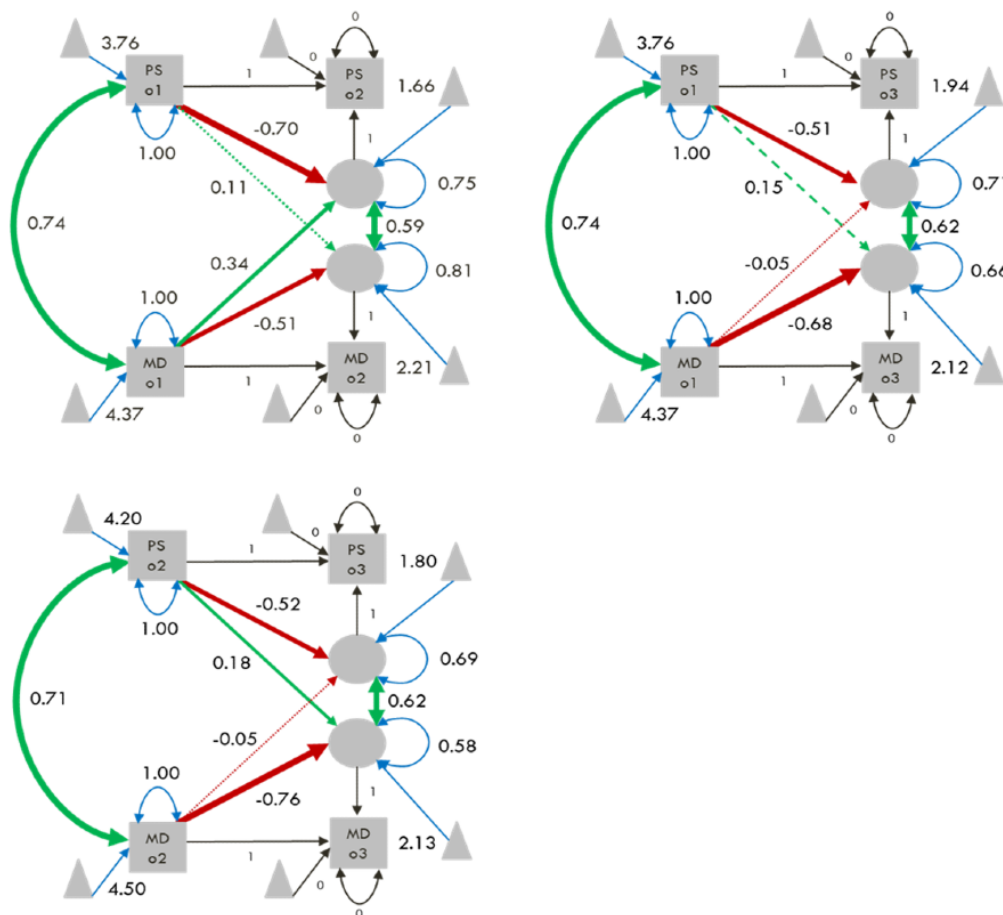 0
3.76
0
PS
o1
1
PS
o2
1.66
-0.70
1
1.00
0.11
0.75
0.74
0.59
0.34
0.81
1.00
-0.51
1
MD
o1
1
MD
o2
2.21
4.37
0
0
0
3.76
0
PS
o1
1
PS
o3
1.94
-0.51
1
1.00
0.15
0.74
0.62
-0.05
0.66
1.00
-0.68
1
MD
o1
1
MD
o3
2.12
4.37
0
0
0
4.20
0
PS
o2
1
PS
o3
1.80
-0.52
1
1.00
0.18
0.69
0.71
0.62
-0.05
0.58
1.00
-0.76
1
MD
o2
1
MD
o3
2.13
4.50
0
0